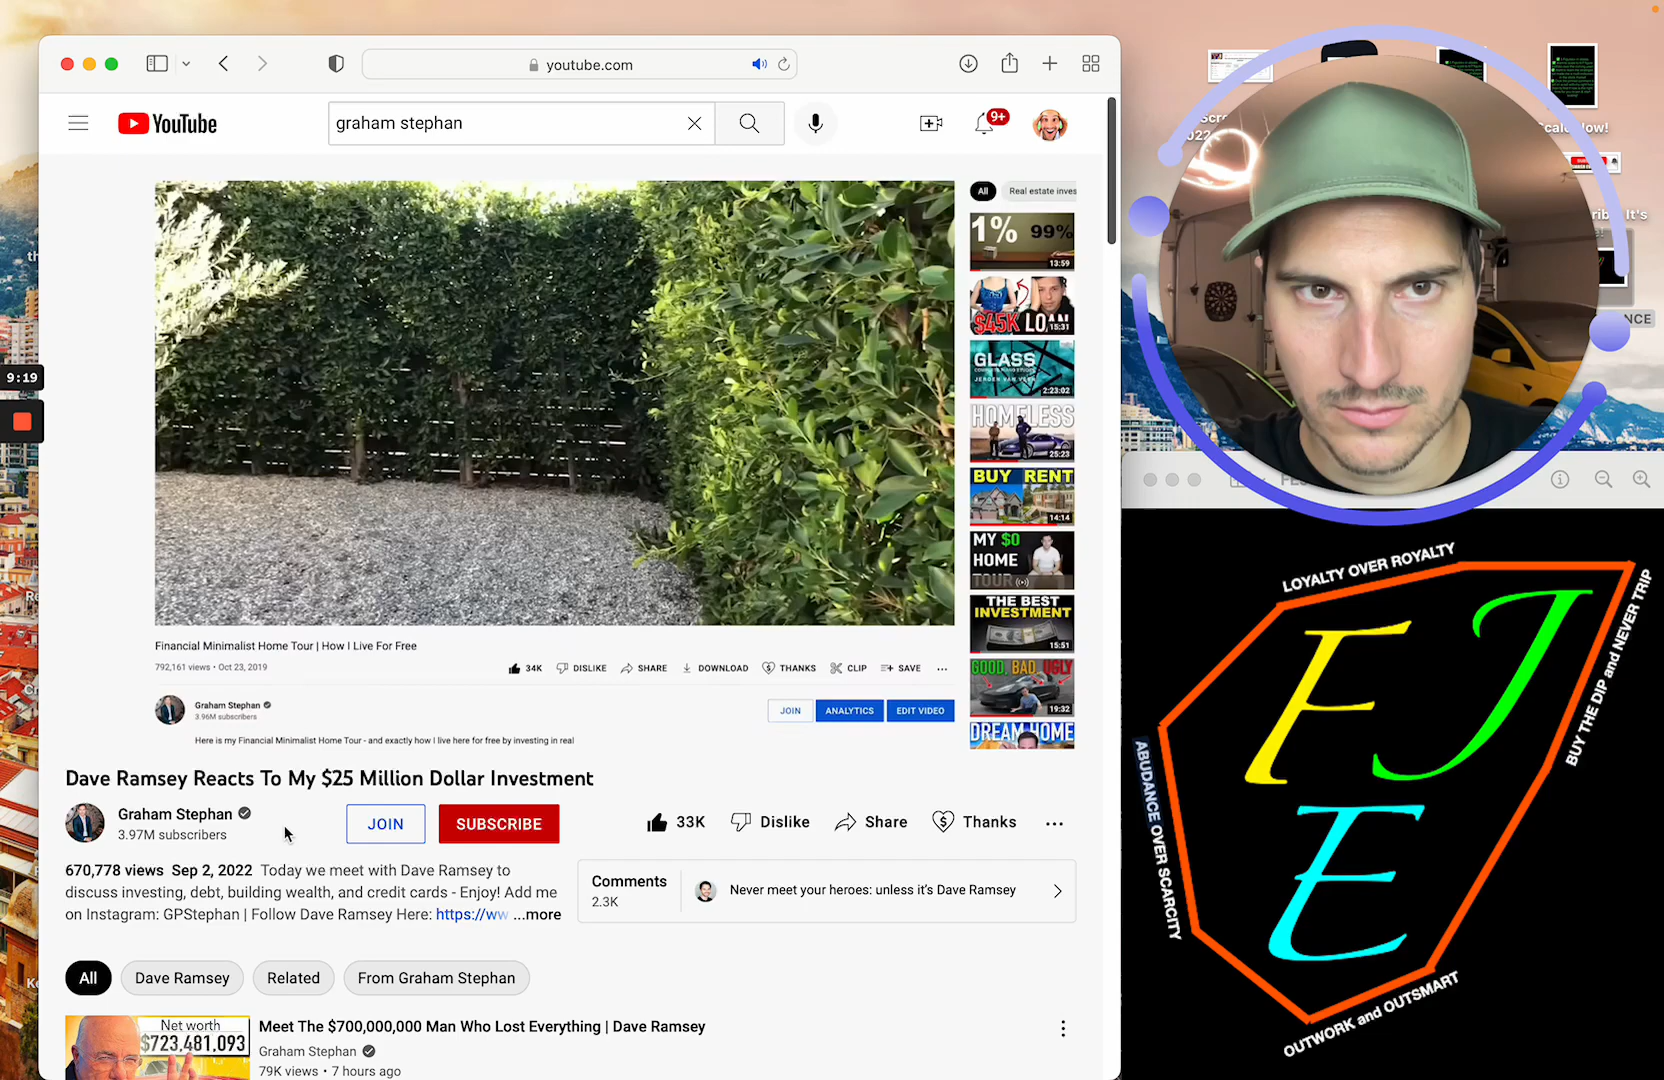 youtube.com
YouTube
graham stephan
9+
All
Real estate inves
1% 99%
13:59
$45K LOAN
15:31
GLASS
2:23:02
HOMELESS
25:23
BUY RENT
14:14
MY $0
HOME
TOUR
THE BEST
INVESTMENT
15:51
GOOD, BAD, UGLY
19:32
DREAM HOME
Financial Minimalist Home Tour | How I Live For Free
792,161 views • Oct 23, 2019
34K
DISLIKE
SHARE
DOWNLOAD
THANKS
CLIP
SAVE
...
Graham Stephan
3.96M subscribers
JOIN
ANALYTICS
EDIT VIDEO
Here is my Financial Minimalist Home Tour - and exactly how I live here for free by investing in real
Dave Ramsey Reacts To My $25 Million Dollar Investment
Graham Stephan
3.97M subscribers
JOIN
SUBSCRIBE
33K
Dislike
Share
Thanks
...
670,778 views Sep 2, 2022 Today we meet with Dave Ramsey to
discuss investing, debt, building wealth, and credit cards - Enjoy! Add me
on Instagram: GPStephan | Follow Dave Ramsey Here: https://ww ...more
Comments
2.3K
Never meet your heroes: unless it's Dave Ramsey
All
Dave Ramsey
Related
From Graham Stephan
Net worth
$723,481,093
Meet The $700,000,000 Man Who Lost Everything | Dave Ramsey
Graham Stephan
79K views • 7 hours ago
9:19
LOYALTY OVER ROYALTY
BUY THE DIP and NEVER TRIP
ABUDANCE OVER SCARCITY
OUTWORK and OUTSMART
F J
E